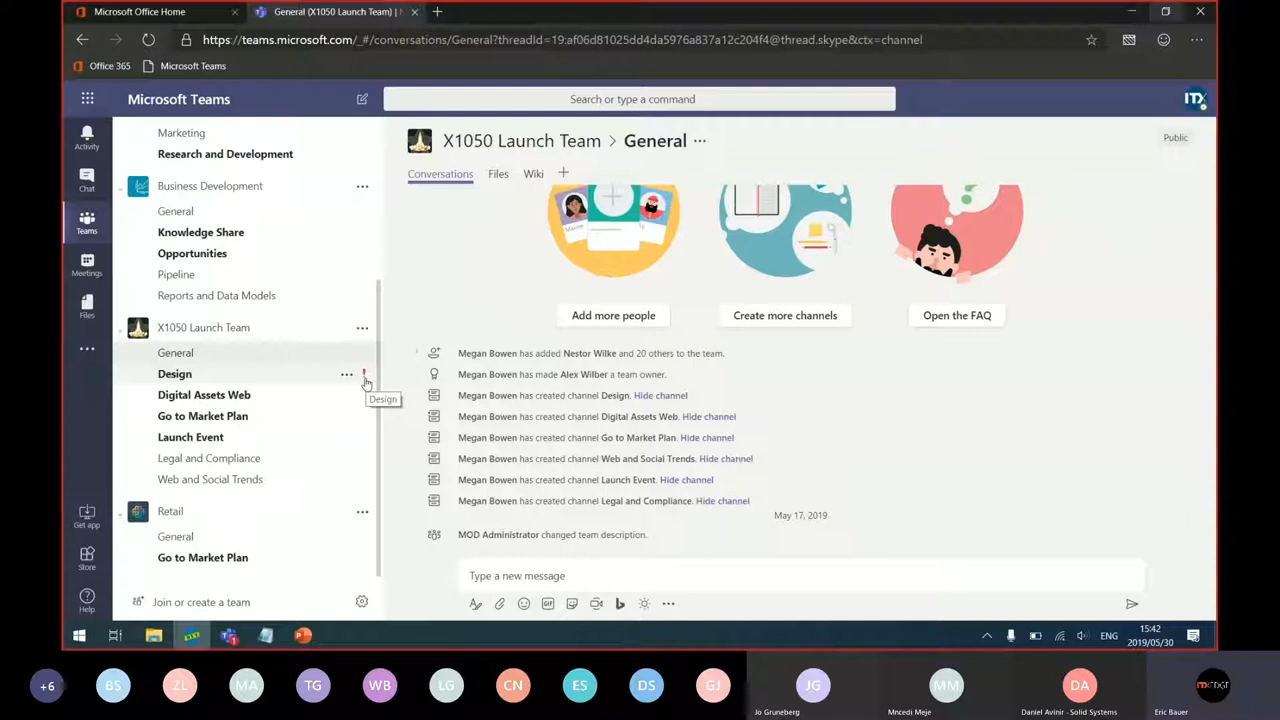 Microsoft Office Home
General (X1050 Launch Team) |
https://teams.microsoft.com/_#/conversations/General?threadId=19:af06d81025dd4da5976a837a12c204f4@thread.skype&ctx=channel
Office 365
Microsoft Teams
Microsoft Teams
Search or type a command
ITX
Activity
Chat
Teams
Meetings
Files
Get app
Store
Help
Marketing
Research and Development
Business Development
General
Knowledge Share
Opportunities
Pipeline
Reports and Data Models
X1050 Launch Team
General
Design
Design
Digital Assets Web
Go to Market Plan
Launch Event
Legal and Compliance
Web and Social Trends
Retail
General
Go to Market Plan
Join or create a team
X1050 Launch Team > General ···
Public
Conversations
Files
Wiki
Add more people
Create more channels
Open the FAQ
Megan Bowen has added Nestor Wilke and 20 others to the team.
Megan Bowen has made Alex Wilber a team owner.
Megan Bowen has created channel Design. Hide channel
Megan Bowen has created channel Digital Assets Web. Hide channel
Megan Bowen has created channel Go to Market Plan. Hide channel
Megan Bowen has created channel Web and Social Trends. Hide channel
Megan Bowen has created channel Launch Event. Hide channel
Megan Bowen has created channel Legal and Compliance. Hide channel
May 17, 2019
MOD Administrator changed team description.
Type a new message
GIF
ENG
15:42
2019/05/30
+6
BS
ZL
MA
TG
WB
LG
CN
ES
DS
GJ
JG
Jo Gruneberg
MM
Mncedi Meje
DA
Daniel Avinir - Solid Systems
Eric Bauer